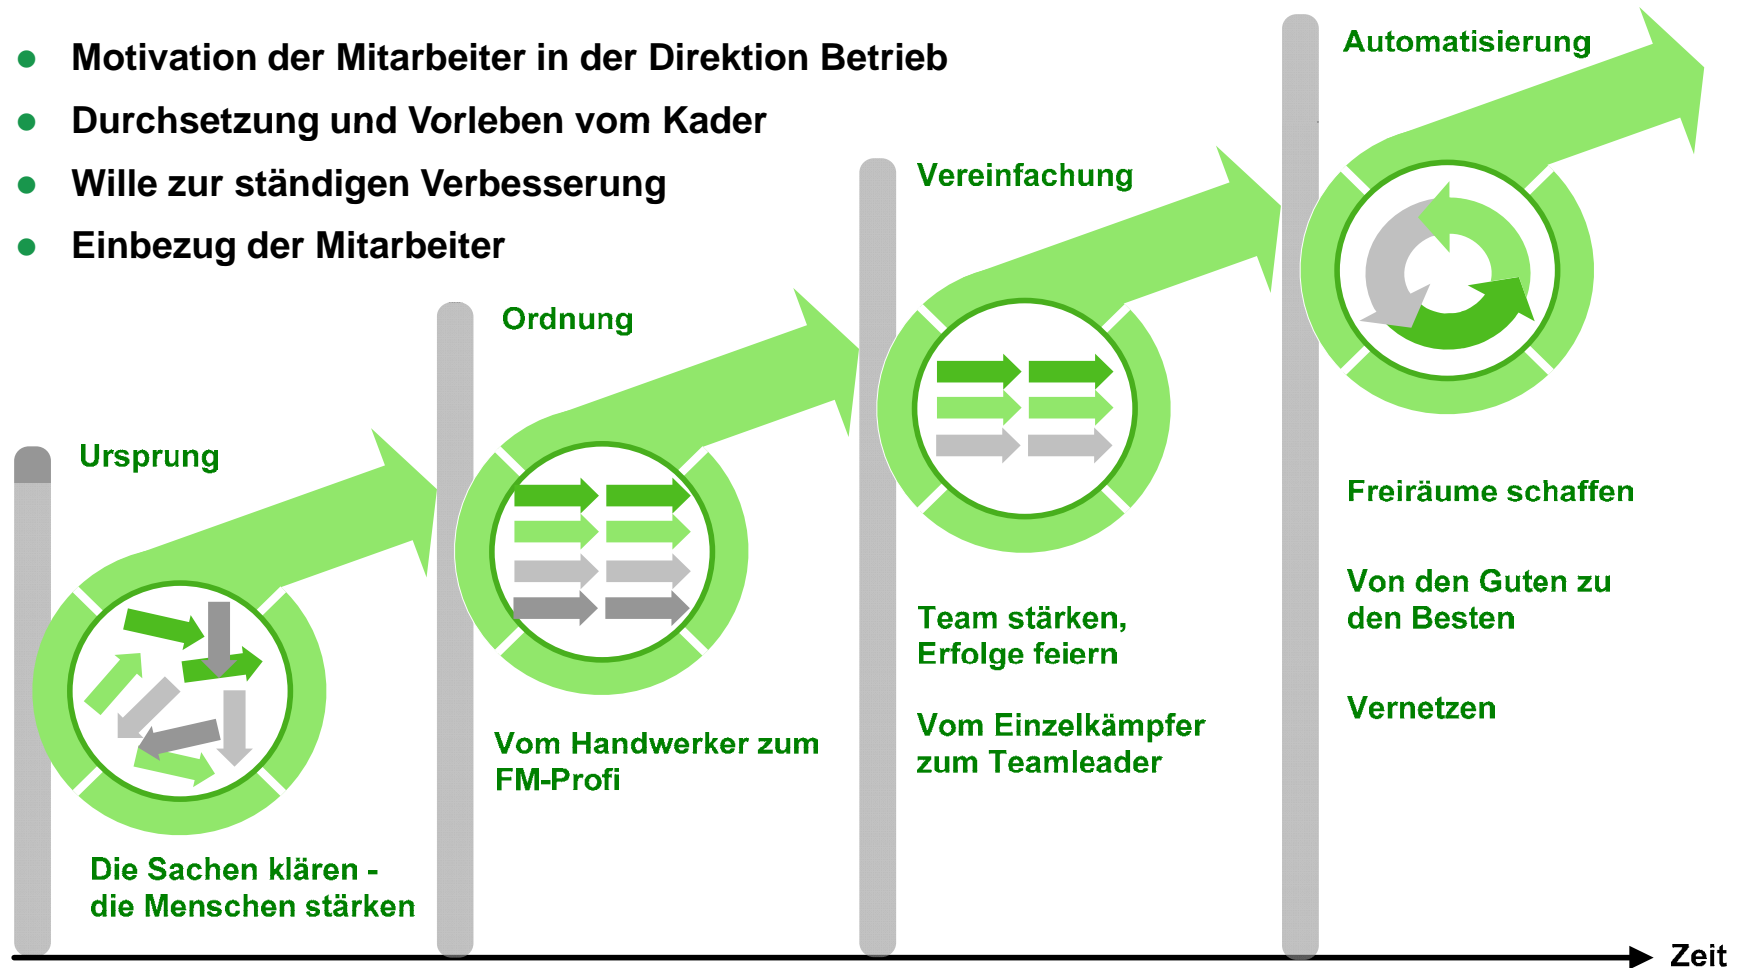 ● Motivation der Mitarbeiter in der Direktion Betrieb
● Durchsetzung und Vorleben vom Kader
● Wille zur ständigen Verbesserung
● Einbezug der Mitarbeiter
Ursprung
Die Sachen klären -
die Menschen stärken
Ordnung
Vom Handwerker zum
FM-Profi
Vereinfachung
Team stärken,
Erfolge feiern
Vom Einzelkämpfer
zum Teamleader
Automatisierung
Freiräume schaffen
Von den Guten zu
den Besten
Vernetzen
Zeit